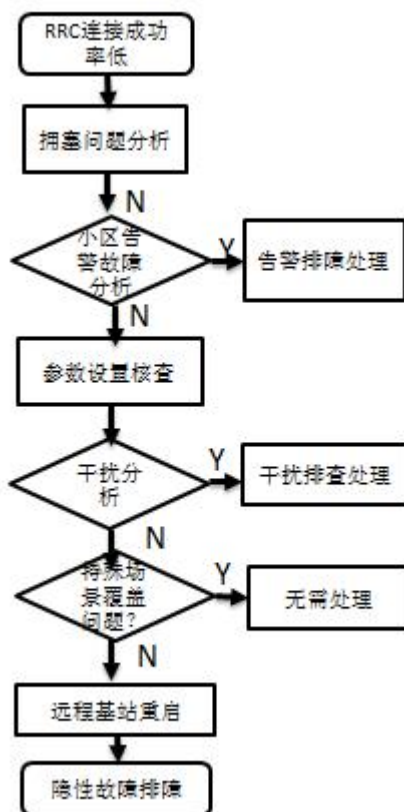 RRC连接成功
率低
拥塞问题分析
N
小区告
警故障
分析
Y
告警排障处理
N
参数设置核查
干扰分
析
Y
干扰排查处理
N
特殊场
景覆盖
问题?
Y
无需处理
N
远程基站重启
隐性故障排障